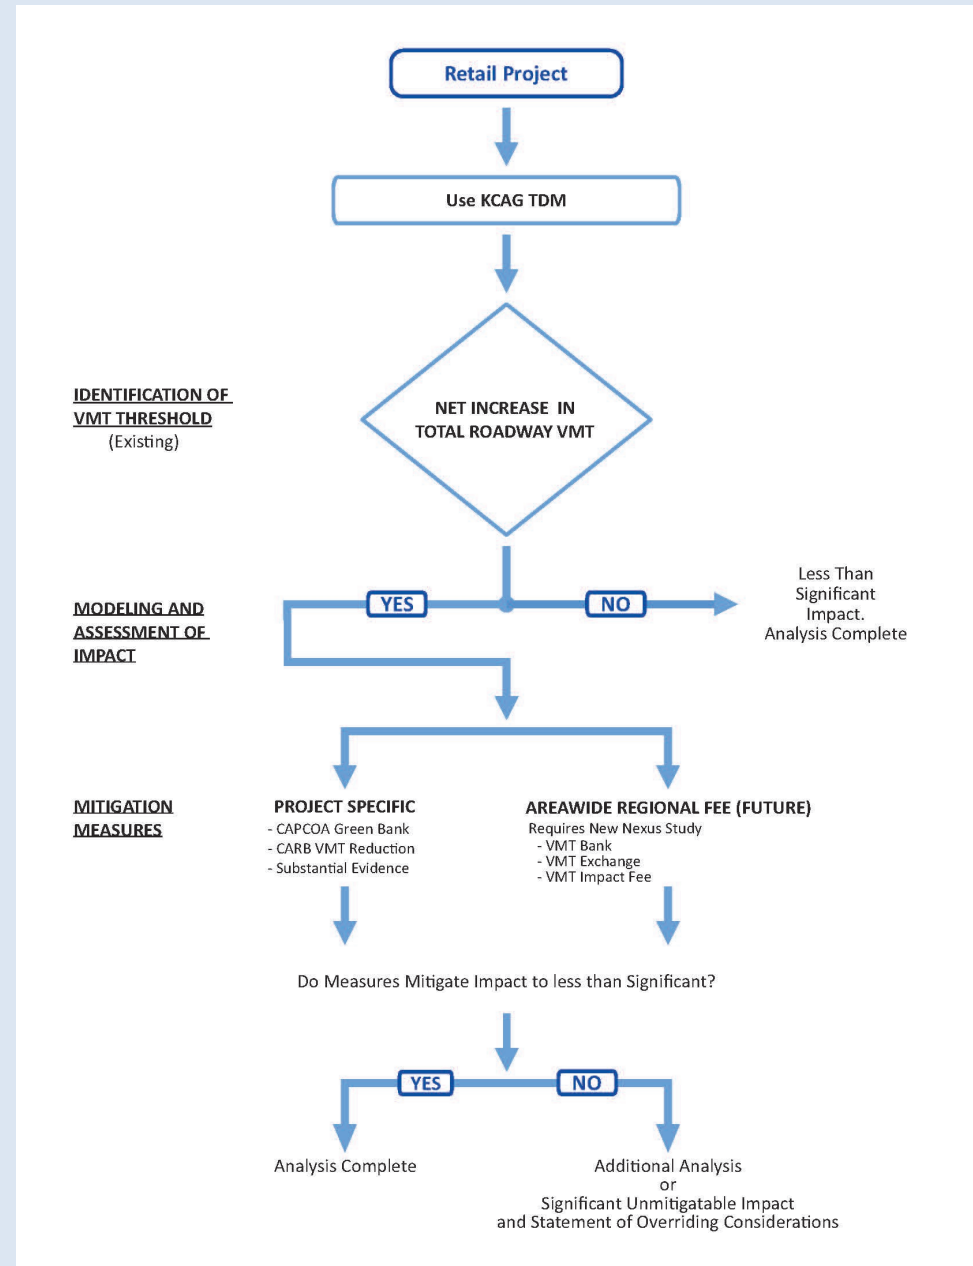 Retail Project
Use KCAG TDM
IDENTIFICATION OF
VMT THRESHOLD
(Existing)
NET INCREASE IN
TOTAL ROADWAY VMT
MODELING AND
ASSESSMENT OF
IMPACT
YES
NO
Less Than
Significant
Impact.
Analysis Complete
MITIGATION
MEASURES
PROJECT SPECIFIC
- CAPCOA Green Bank
- CARB VMT Reduction
- Substantial Evidence
AREAWIDE REGIONAL FEE (FUTURE)
Requires New Nexus Study
- VMT Bank
- VMT Exchange
- VMT Impact Fee
Do Measures Mitigate Impact to less than Significant?
YES
NO
Analysis Complete
Additional Analysis
or
Significant Unmitigatable Impact
and Statement of Overriding Considerations